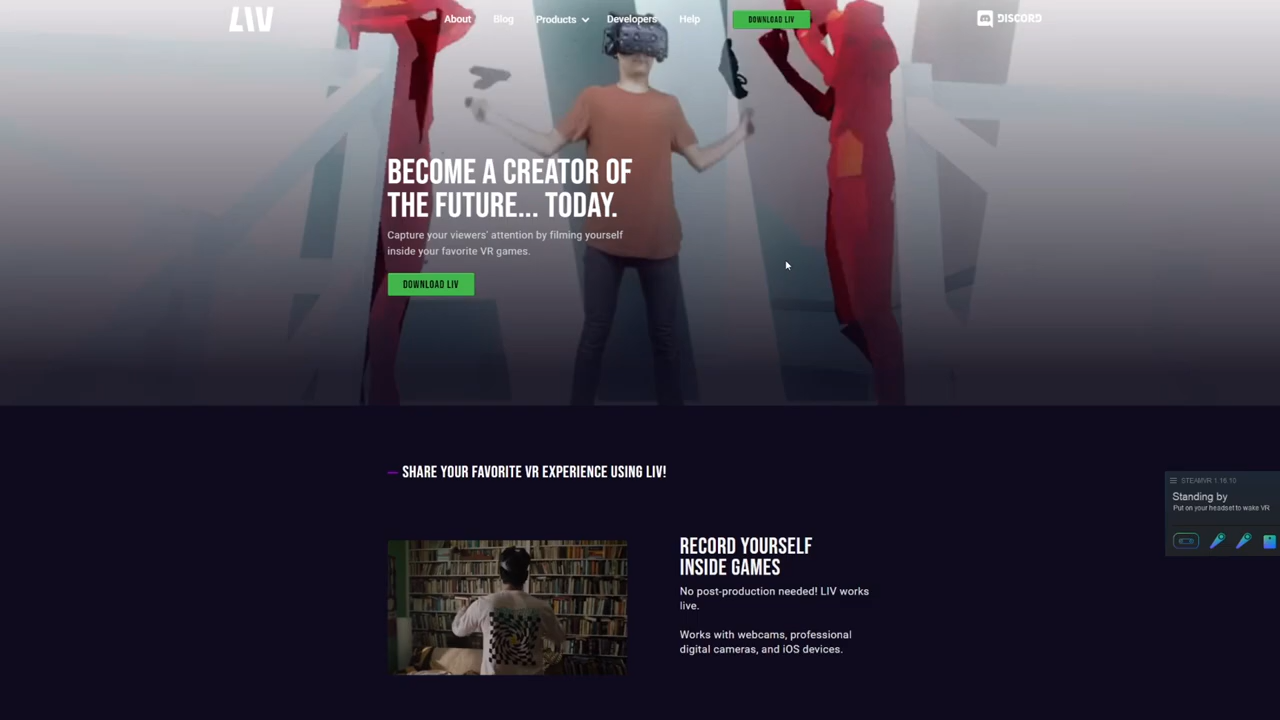 LIV
About
Blog
Products
Developers
Help
DOWNLOAD LIV
DISCORD
BECOME A CREATOR OF
THE FUTURE... TODAY.
Capture your viewers' attention by filming yourself
inside your favorite VR games.
DOWNLOAD LIV
SHARE YOUR FAVORITE VR EXPERIENCE USING LIV!
STEAMVR 1.16.10
Standing by
Put on your headset to wake VR
RECORD YOURSELF
INSIDE GAMES
No post-production needed! LIV works
live.
Works with webcams, professional
digital cameras, and iOS devices.